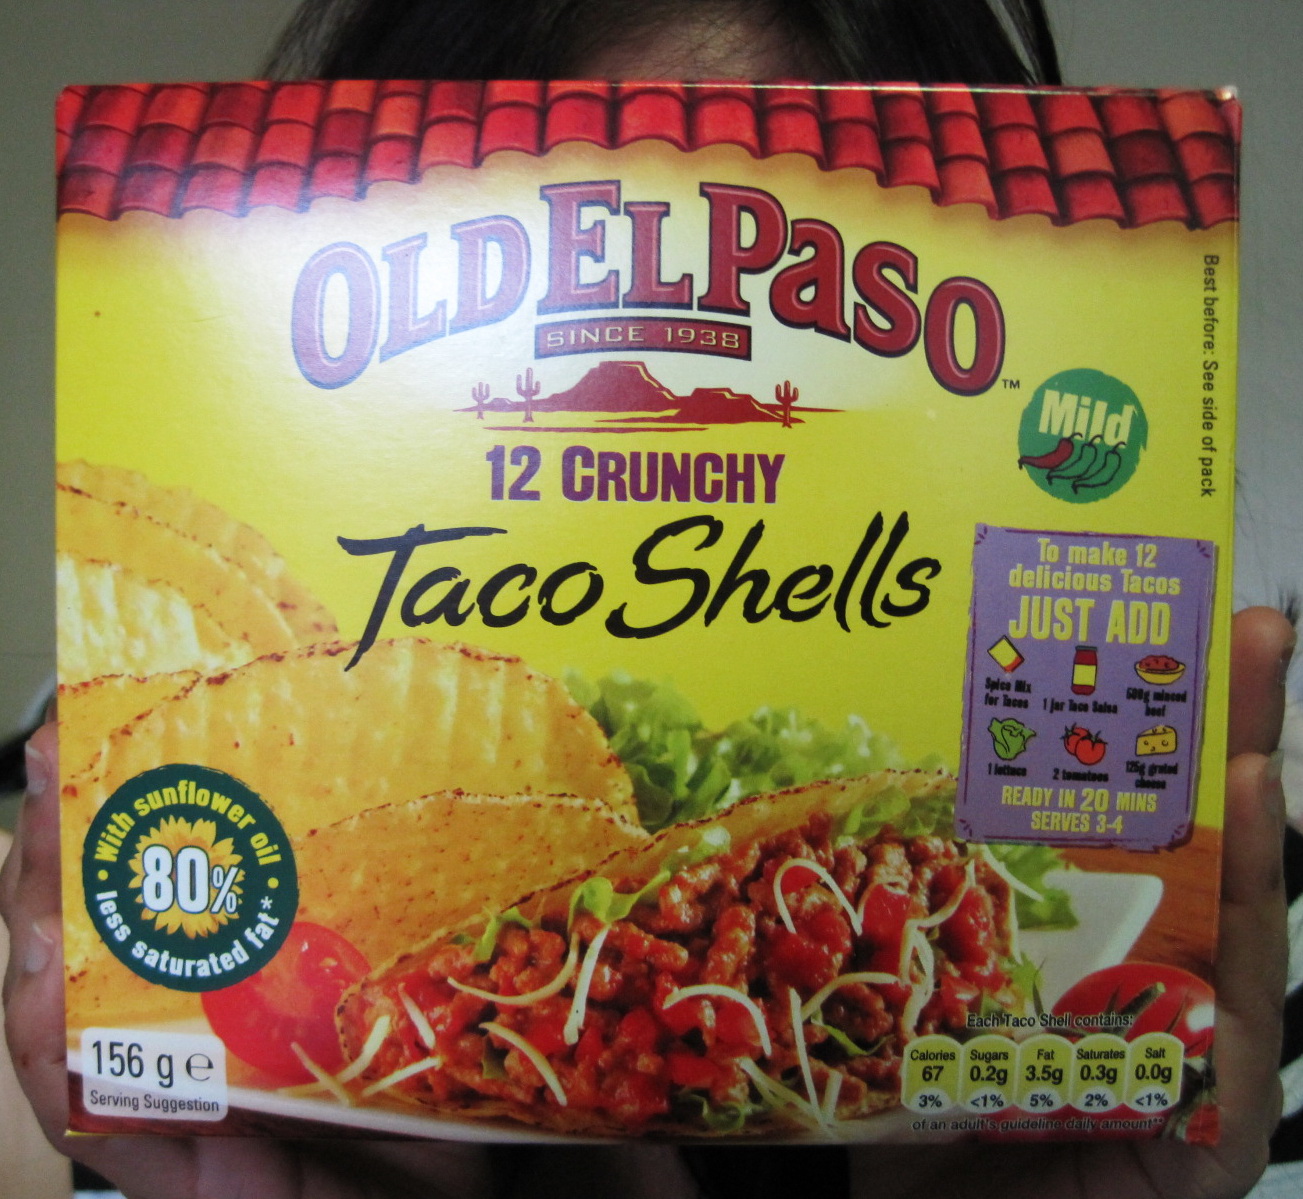 OLD EL PASO
SINCE 1938
TM
12 CRUNCHY
Taco Shells
Mild
Best before: See side of pack
To make 12
delicious Tacos
JUST ADD
Spice Mix
for Tacos
1 jar Taco Salsa
500g minced
beef
1 lettuce
2 tomatoes
125g grated
cheese
READY IN 20 MINS
SERVES 3-4
With sunflower oil
80%
less saturated fat*
156 g e
Serving Suggestion
Each Taco Shell contains:
Calories Sugars Fat Saturates Salt
67 0.2g 3.5g 0.3g 0.0g
3% <1% 5% 2% <1%
of an adult's guideline daily amount**